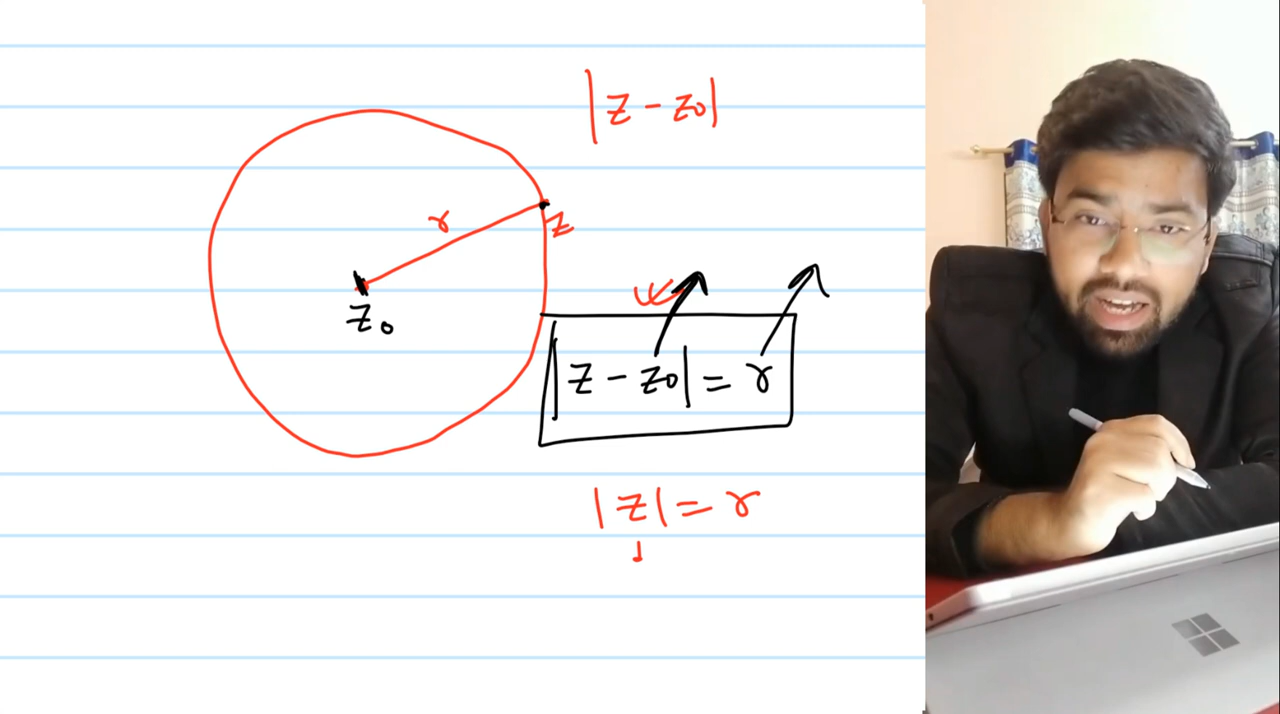 |z - z0|
r
z
z₀
|z - z0| = r
|z| = r